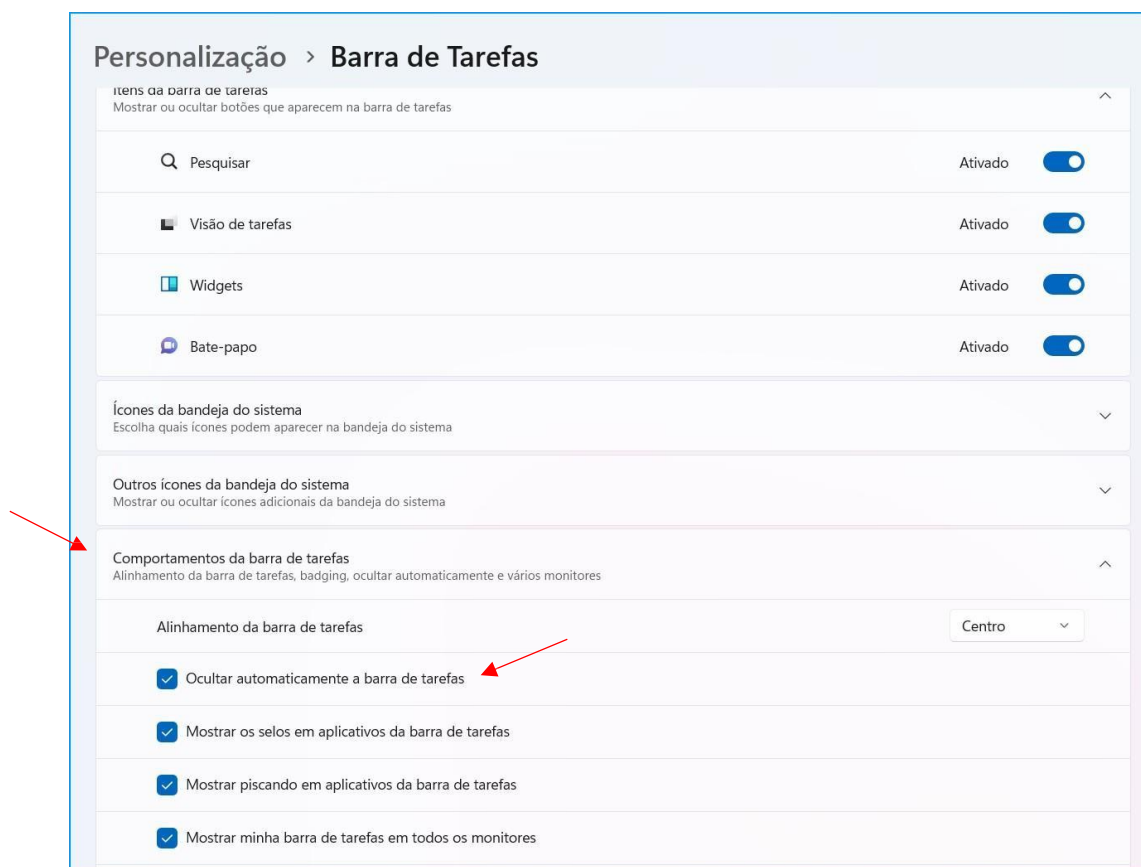 Personalização > Barra de Tarefas
Itens da barra de tarefas
Mostrar ou ocultar botões que aparecem na barra de tarefas
Pesquisar Ativado
Visão de tarefas Ativado
Widgets Ativado
Bate-papo Ativado
Ícones da bandeja do sistema
Escolha quais ícones podem aparecer na bandeja do sistema
Outros ícones da bandeja do sistema
Mostrar ou ocultar ícones adicionais da bandeja do sistema
Comportamentos da barra de tarefas
Alinhamento da barra de tarefas, badging, ocultar automaticamente e vários monitores
Alinhamento da barra de tarefas Centro
Ocultar automaticamente a barra de tarefas
Mostrar os selos em aplicativos da barra de tarefas
Mostrar piscando em aplicativos da barra de tarefas
Mostrar minha barra de tarefas em todos os monitores